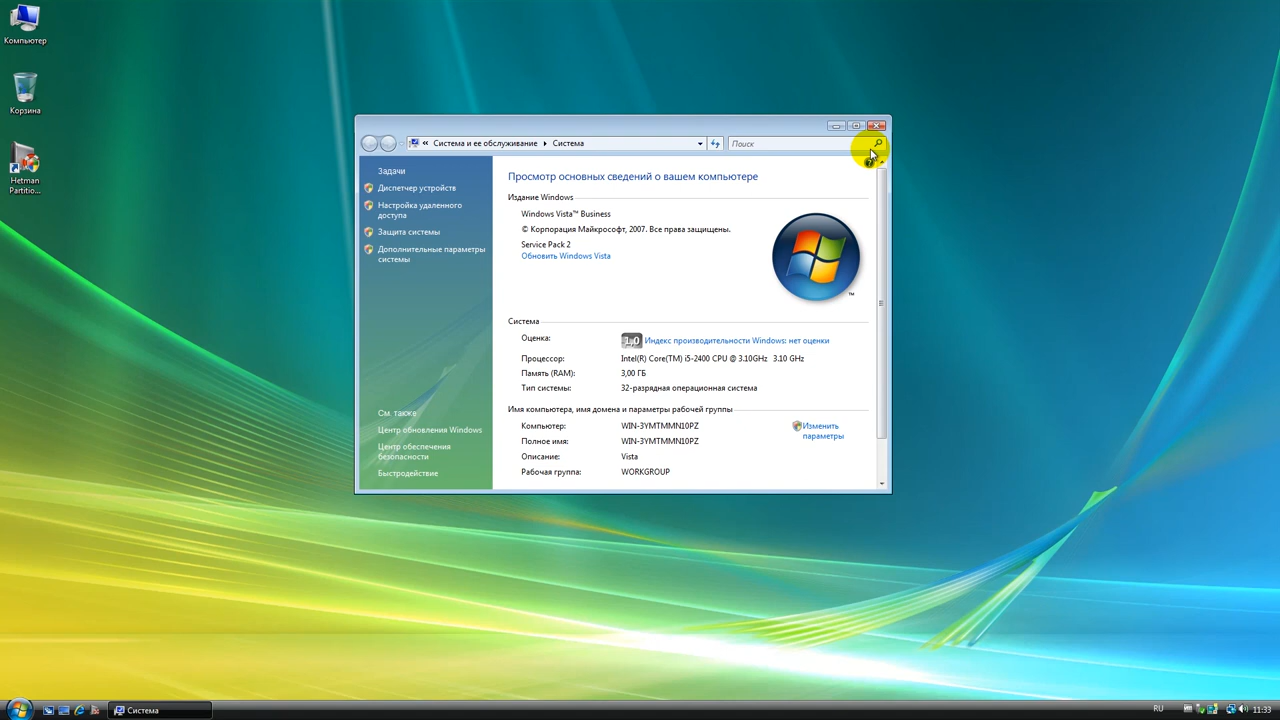 Компьютер
Корзина
Hetman
Partitio...
Система и ее обслуживание
Система
Поиск
Задачи
Диспетчер устройств
Настройка удаленного
доступа
Защита системы
Дополнительные параметры
системы
См. также
Центр обновления Windows
Центр обеспечения
безопасности
Быстродействие
Просмотр основных сведений о вашем компьютере
Издание Windows
Windows Vista™ Business
© Корпорация Майкрософт, 2007. Все права защищены.
Service Pack 2
Обновить Windows Vista
™
Система
Оценка: 1,0 Индекс производительности Windows: нет оценки
Процессор: Intel(R) Core(TM) i5-2400 CPU @ 3.10GHz 3.10 GHz
Память (RAM): 3,00 ГБ
Тип системы: 32-разрядная операционная система
Имя компьютера, имя домена и параметры рабочей группы
Компьютер: WIN-3YMTMMN10PZ
Изменить
параметры
Полное имя: WIN-3YMTMMN10PZ
Описание: Vista
Рабочая группа: WORKGROUP
Система
RU
11:33